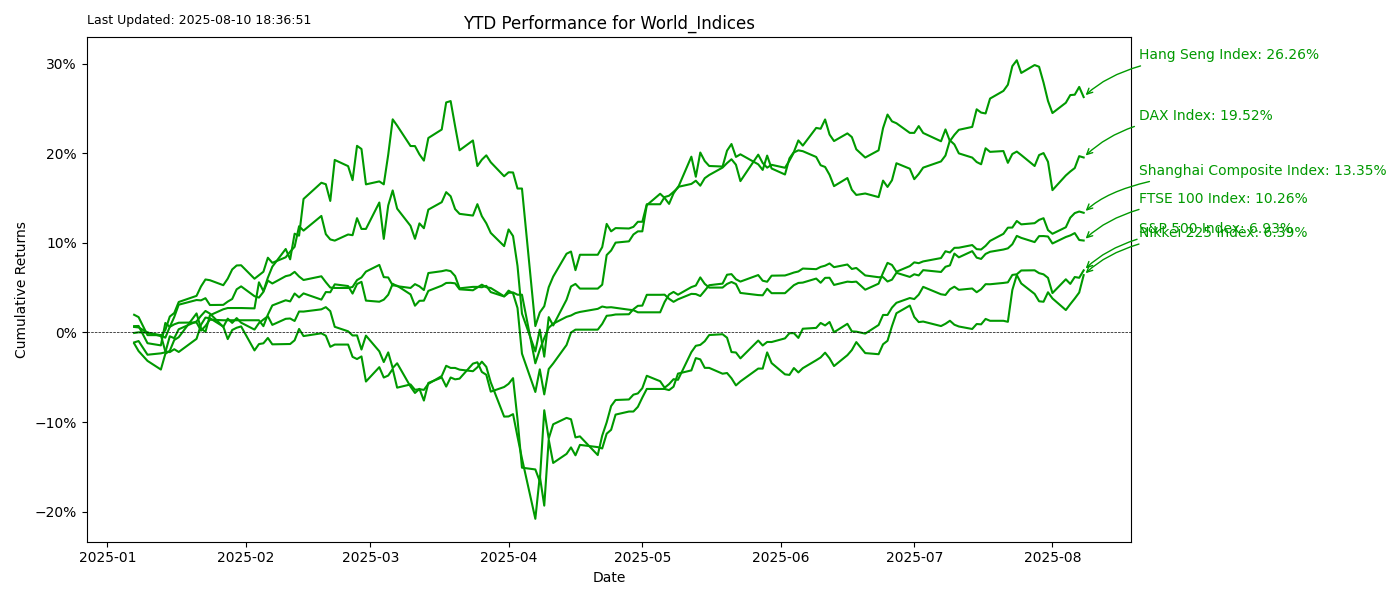 Last Updated: 2025-08-10 18:36:51
YTD Performance for World_Indices
Cumulative Returns
30%
20%
10%
0%
−10%
−20%
Hang Seng Index: 26.26%
DAX Index: 19.52%
Shanghai Composite Index: 13.35%
FTSE 100 Index: 10.26%
S&P 500 Index: 6.93%
Nikkei 225 Index: 6.39%
2025-01
2025-02
2025-03
2025-04
2025-05
2025-06
2025-07
2025-08
Date